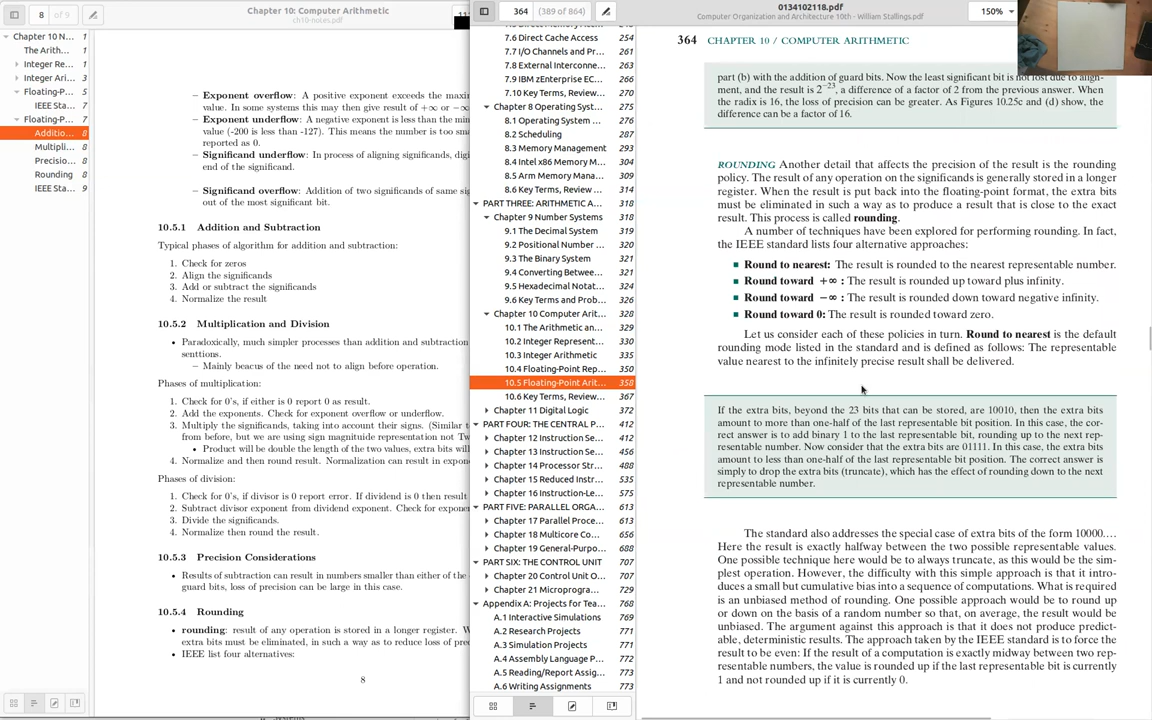 8 of 9
Chapter 10: Computer Arithmetic
ch10-notes.pdf
Chapter 10 N...
The Arith... 1
Integer Re... 1
Integer Ari... 3
Floating-P... 5
IEEE Sta... 7
Floating-P... 7
Additio... 8
Multipli... 8
Precisio... 8
Rounding 8
IEEE Sta... 9
– Exponent overflow: A positive exponent exceeds the maxi
value. In some systems this may then give result of +∞ or −∞
– Exponent underflow: A negative exponent is less than the min
value (-200 is less than -127). This means the number is too sma
reported as 0.
– Significand underflow: In process of aligning significands, digi
end of the significand.
– Significand overflow: Addition of two significands of same si
out of the most significant bit.
10.5.1 Addition and Subtraction
Typical phases of algorithm for addition and subtraction:
1. Check for zeros
2. Align the significands
3. Add or subtract the significands
4. Normalize the result
10.5.2 Multiplication and Division
• Paradoxically, much simpler processes than addition and subtraction
senttions.
– Mainly beacus of the need not to align before operation.
Phases of multiplication:
1. Check for 0's, if either is 0 report 0 as result.
2. Add the exponents. Check for exponent overflow or underflow.
3. Multiply the significands, taking into account their signs. (Similar t
from before, but we are using sign magnituide representation not Tw
• Product will be double the length of the two values, extra bits will
4. Normalize and then round result. Normalization can result in expon
Phases of division:
1. Check for 0's, if divisor is 0 report error. If dividend is 0 then result
2. Subtract divisor exponent from dividend exponent. Check for expone
3. Divide the significands.
4. Normalize then round the result.
10.5.3 Precision Considerations
• Results of subtraction can result in numbers smaller than either of the
guard bits, loss of precision can be large in this case.
10.5.4 Rounding
• rounding: result of any operation is stored in a longer register. W
extra bits must be eliminated, in such a way as to reduce loss of prec
• IEEE list four alternatives:
8
364 (389 of 864)
0134102118.pdf
Computer Organization and Architecture 10th - William Stallings.pdf
150%
7.6 Direct Cache Access 254
7.7 I/O Channels and Pr... 261
7.8 External Interconne... 263
7.9 IBM zEnterprise EC... 266
7.10 Key Terms, Review... 270
Chapter 8 Operating Syst... 275
8.1 Operating System ... 276
8.2 Scheduling 287
8.3 Memory Management 293
8.4 Intel x86 Memory M... 304
8.5 Arm Memory Mana... 309
8.6 Key Terms, Review ... 314
PART THREE: ARITHMETIC A... 318
Chapter 9 Number Systems 318
9.1 The Decimal System 319
9.2 Positional Number ... 320
9.3 The Binary System 321
9.4 Converting Betwee... 321
9.5 Hexadecimal Notat... 324
9.6 Key Terms and Prob... 326
Chapter 10 Computer Arit... 328
10.1 The Arithmetic an... 329
10.2 Integer Represent... 330
10.3 Integer Arithmetic 335
10.4 Floating-Point Rep... 350
10.5 Floating-Point Arit... 358
10.6 Key Terms, Review... 367
Chapter 11 Digital Logic 372
PART FOUR: THE CENTRAL P... 412
Chapter 12 Instruction Se... 412
Chapter 13 Instruction Se... 456
Chapter 14 Processor Str... 488
Chapter 15 Reduced Instr... 535
Chapter 16 Instruction-Le... 575
PART FIVE: PARALLEL ORGA... 613
Chapter 17 Parallel Proce... 613
Chapter 18 Multicore Co... 656
Chapter 19 General-Purpo... 688
PART SIX: THE CONTROL UNIT 707
Chapter 20 Control Unit O... 707
Chapter 21 Microprogra... 729
Appendix A: Projects for Tea... 768
A.1 Interactive Simulations 769
A.2 Research Projects 771
A.3 Simulation Projects 771
A.4 Assembly Language P... 772
A.5 Reading/Report Assig... 773
A.6 Writing Assignments 773
364 CHAPTER 10 / COMPUTER ARITHMETIC
part (b) with the addition of guard bits. Now the least significant bit is not lost due to align-
ment, and the result is 2⁻²³, a difference of a factor of 2 from the previous answer. When
the radix is 16, the loss of precision can be greater. As Figures 10.25c and (d) show, the
difference can be a factor of 16.
ROUNDING Another detail that affects the precision of the result is the rounding
policy. The result of any operation on the significands is generally stored in a longer
register. When the result is put back into the floating-point format, the extra bits
must be eliminated in such a way as to produce a result that is close to the exact
result. This process is called rounding.
A number of techniques have been explored for performing rounding. In fact,
the IEEE standard lists four alternative approaches:
■ Round to nearest: The result is rounded to the nearest representable number.
■ Round toward +∞ : The result is rounded up toward plus infinity.
■ Round toward −∞ : The result is rounded down toward negative infinity.
■ Round toward 0: The result is rounded toward zero.
Let us consider each of these policies in turn. Round to nearest is the default
rounding mode listed in the standard and is defined as follows: The representable
value nearest to the infinitely precise result shall be delivered.
If the extra bits, beyond the 23 bits that can be stored, are 10010, then the extra bits
amount to more than one-half of the last representable bit position. In this case, the cor-
rect answer is to add binary 1 to the last representable bit, rounding up to the next rep-
resentable number. Now consider that the extra bits are 01111. In this case, the extra bits
amount to less than one-half of the last representable bit position. The correct answer is
simply to drop the extra bits (truncate), which has the effect of rounding down to the next
representable number.
The standard also addresses the special case of extra bits of the form 10000....
Here the result is exactly halfway between the two possible representable values.
One possible technique here would be to always truncate, as this would be the sim-
plest operation. However, the difficulty with this simple approach is that it intro-
duces a small but cumulative bias into a sequence of computations. What is required
is an unbiased method of rounding. One possible approach would be to round up
or down on the basis of a random number so that, on average, the result would be
unbiased. The argument against this approach is that it does not produce predict-
able, deterministic results. The approach taken by the IEEE standard is to force the
result to be even: If the result of a computation is exactly midway between two rep-
resentable numbers, the value is rounded up if the last representable bit is currently
1 and not rounded up if it is currently 0.